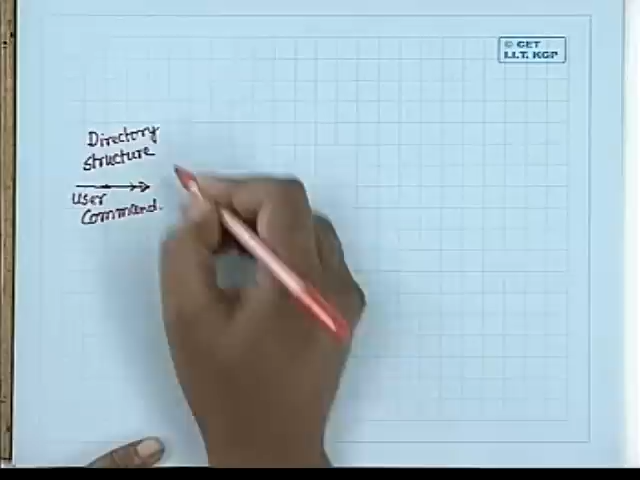 © CET
I.I.T. KGP
Directory
Structure
User
Command.